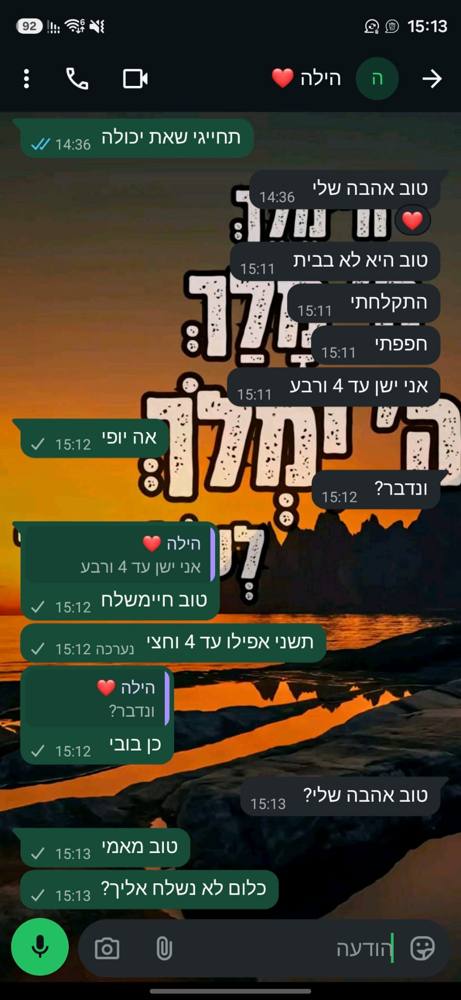 92
15:13
הילה ❤️
ה
תחייגי שאת יכולה
14:36
טוב אהבה שלי
14:36
❤️
טוב היא לא בבית
15:11
התקלחתי
15:11
חפפתי
15:11
אני ישן עד 4 ורבע
15:11
אה יופי
15:12
ונדבר?
15:12
הילה ❤️
אני ישן עד 4 ורבע
טוב חיימשלח
15:12
תשני אפילו עד 4 וחצי
נערכה 15:12
הילה ❤️
ונדבר?
כן בובי
15:12
טוב אהבה שלי?
15:13
טוב מאמי
15:13
כלום לא נשלח אליך?
15:13
הודעה
ה' יִמְלֹךְ